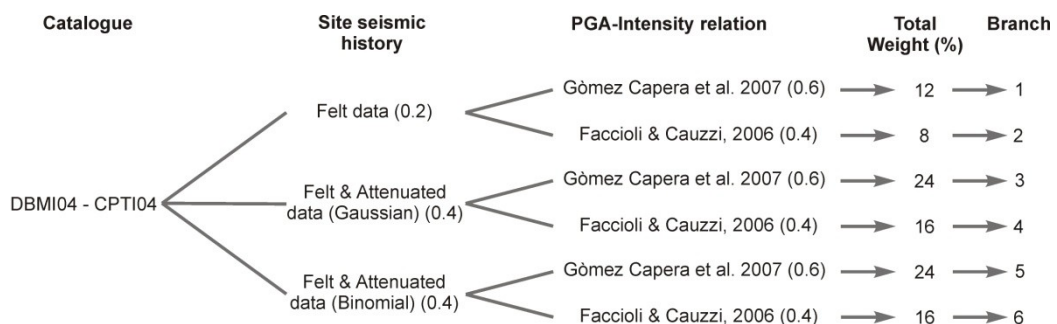 Catalogue
Site seismic
history
PGA-Intensity relation
Total
Weight (%)
Branch
DBMI04 - CPTI04
Felt data (0.2)
Gòmez Capera et al. 2007 (0.6)
12
1
Faccioli & Cauzzi, 2006 (0.4)
8
2
Felt & Attenuated
data (Gaussian) (0.4)
Gòmez Capera et al. 2007 (0.6)
24
3
Faccioli & Cauzzi, 2006 (0.4)
16
4
Felt & Attenuated
data (Binomial) (0.4)
Gòmez Capera et al. 2007 (0.6)
24
5
Faccioli & Cauzzi, 2006 (0.4)
16
6